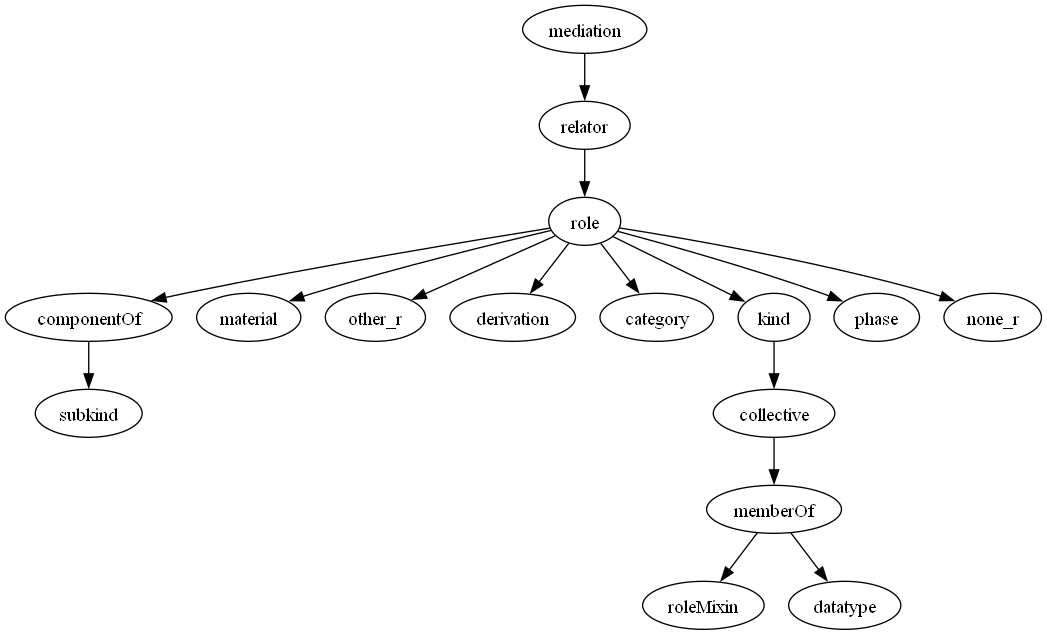 mediation
relator
role
componentOf
material
other_r
derivation
category
kind
phase
none_r
subkind
collective
memberOf
roleMixin
datatype